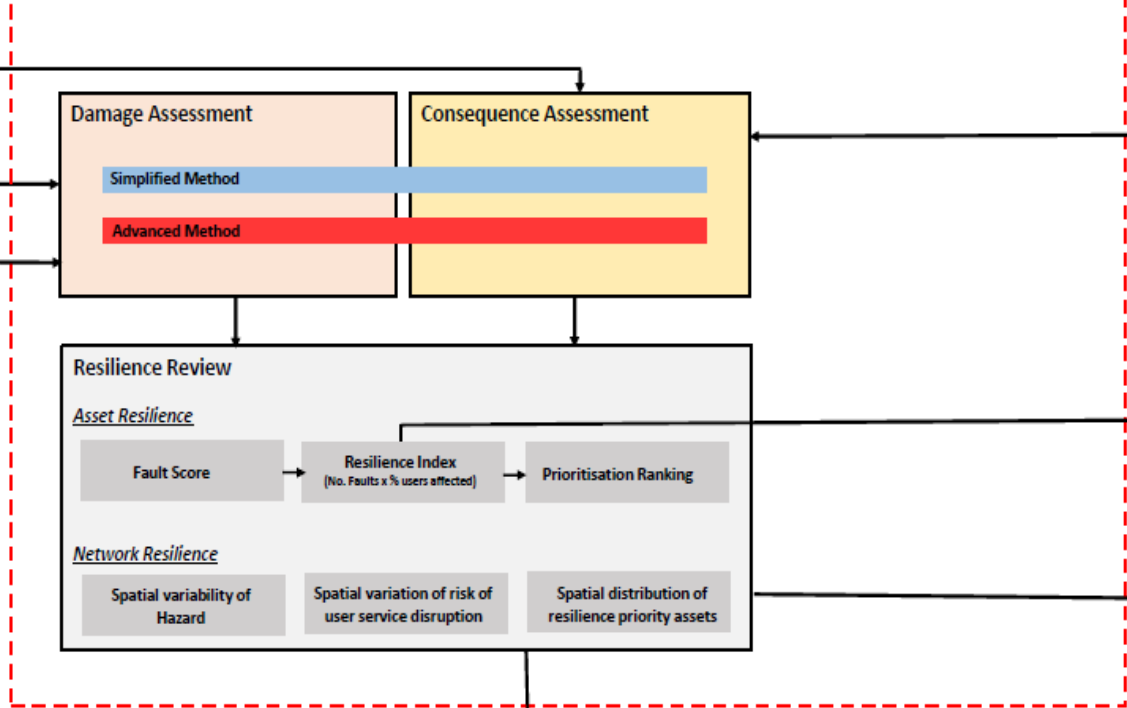 Damage Assessment
Consequence Assessment
Simplified Method
Advanced Method
Resilience Review
Asset Resilience
Fault Score
Resilience Index
(No. Faults x % users affected)
Prioritisation Ranking
Network Resilience
Spatial variability of
Hazard
Spatial variation of risk of
user service disruption
Spatial distribution of
resilience priority assets